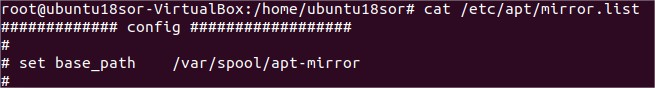 root@ubuntu18sor-VirtualBox:/home/ubuntu18sor# cat /etc/apt/mirror.list
############# config ##################
#
# set base_path    /var/spool/apt-mirror
#